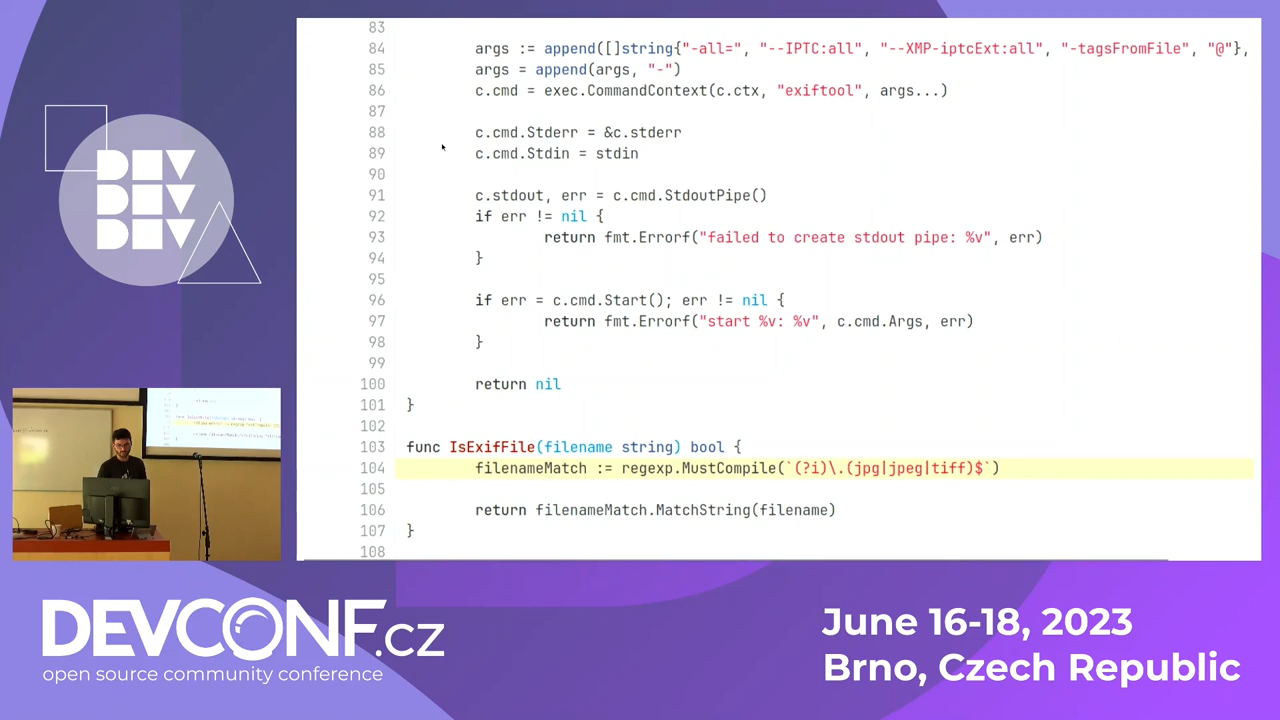 83
84 args := append([]string{"-all=", "--IPTC:all", "--XMP-iptcExt:all", "-tagsFromFile", "@"},
85 args = append(args, "-")
86 c.cmd = exec.CommandContext(c.ctx, "exiftool", args...)
87
88 c.cmd.Stderr = &c.stderr
89 c.cmd.Stdin = stdin
90
91 c.stdout, err = c.cmd.StdoutPipe()
92 if err != nil {
93 return fmt.Errorf("failed to create stdout pipe: %v", err)
94 }
95
96 if err = c.cmd.Start(); err != nil {
97 return fmt.Errorf("start %v: %v", c.cmd.Args, err)
98 }
99
100 return nil
101 }
102
103 func IsExifFile(filename string) bool {
104 filenameMatch := regexp.MustCompile(`(?i)\.(jpg|jpeg|tiff)$`)
105
106 return filenameMatch.MatchString(filename)
107 }
108
DEV
DEV
DEV
DEVCONF.cz
open source community conference
June 16-18, 2023
Brno, Czech Republic